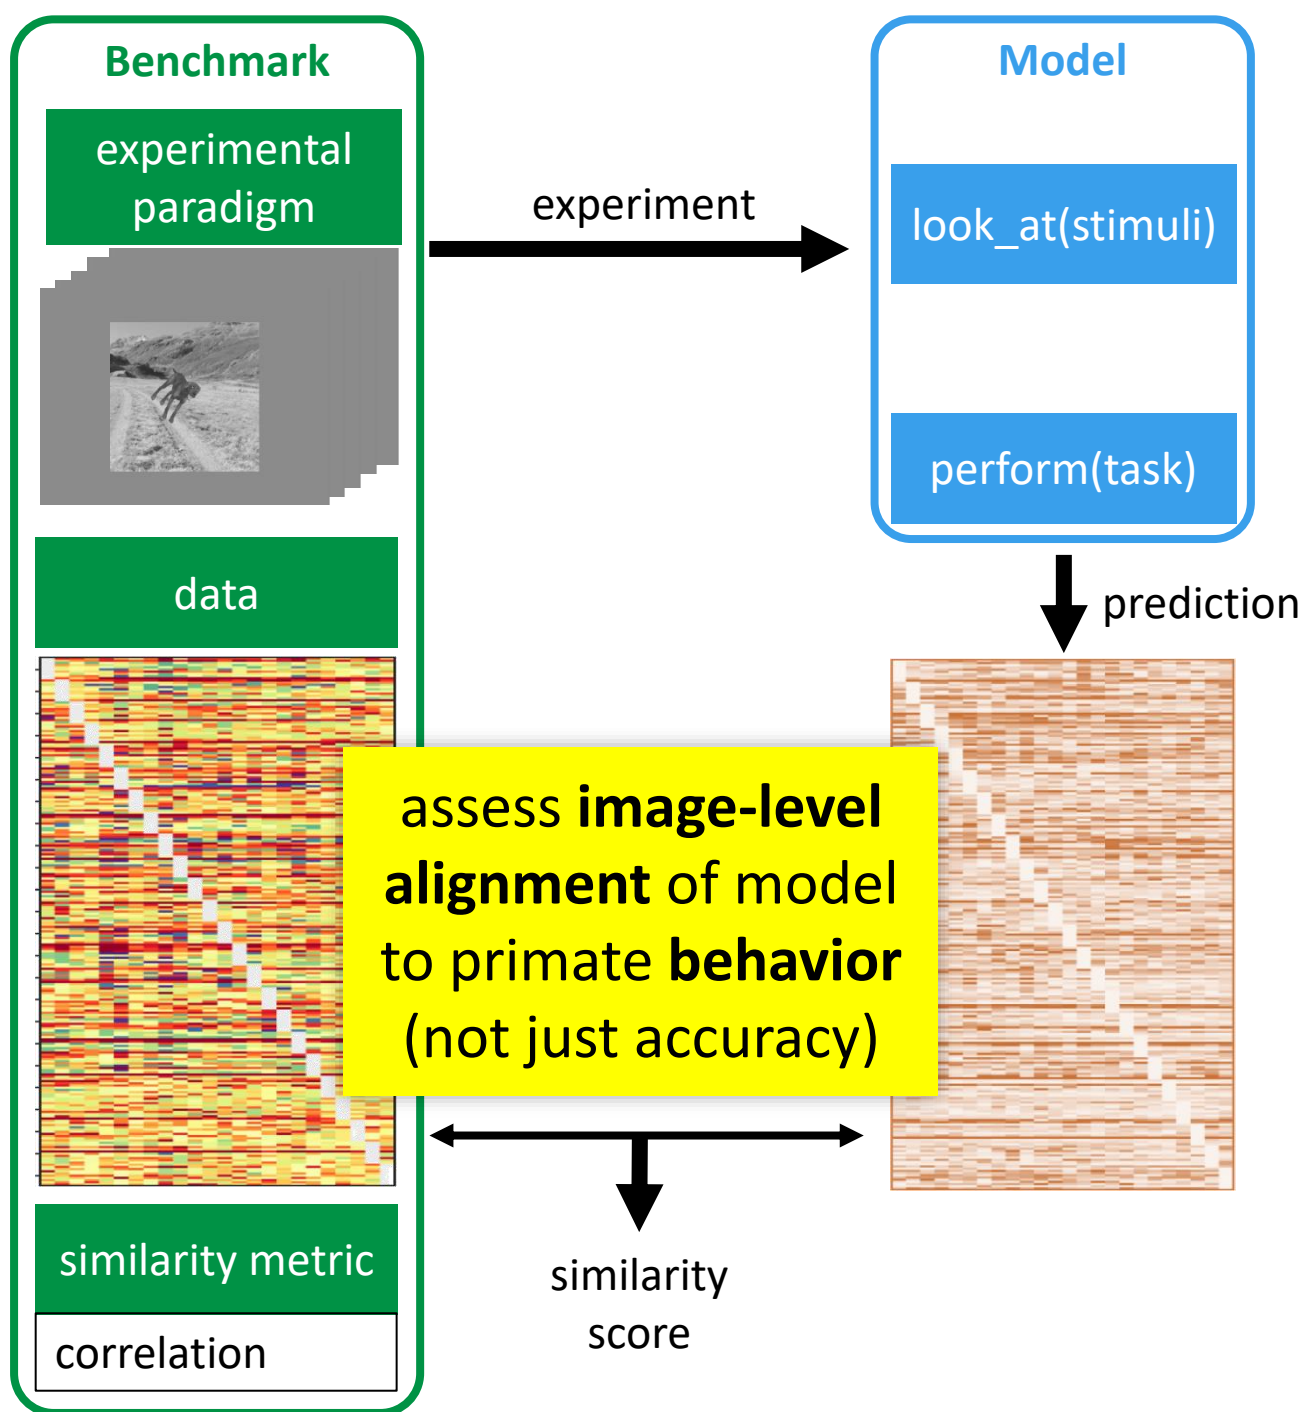 Benchmark
experimental
paradigm
data
similarity metric
correlation
experiment
Model
look_at(stimuli)
perform(task)
prediction
assess image-level
alignment of model
to primate behavior
(not just accuracy)
similarity
score